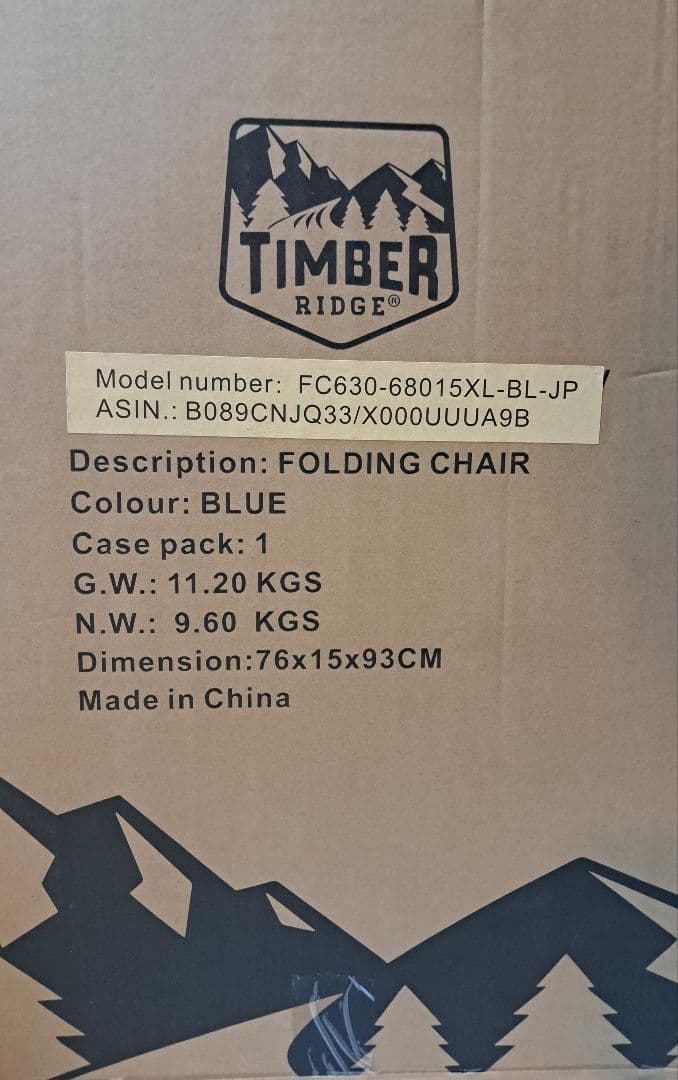 TIMBER
RIDGE®
Model number: FC630-68015XL-BL-JP
ASIN.: B089CNJQ33/X000UUUA9B
Description: FOLDING CHAIR
Colour: BLUE
Case pack: 1
G.W.: 11.20 KGS
N.W.: 9.60 KGS
Dimension:76x15x93CM
Made in China